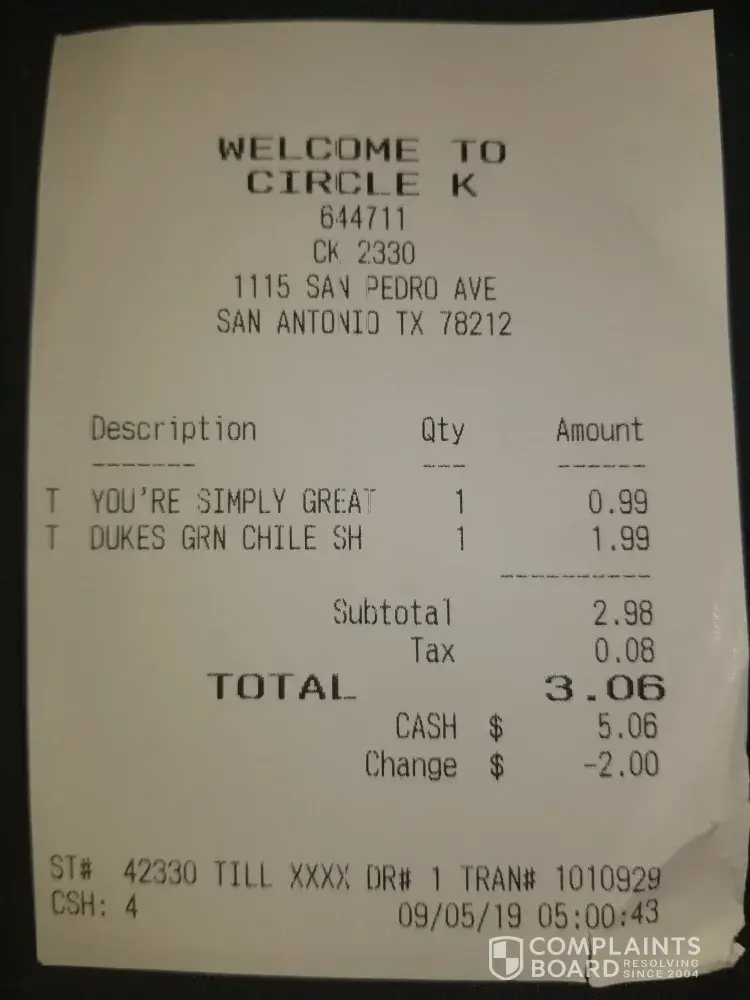 WELCOME TO
CIRCLE K
644711
CK 2330
1115 SAN PEDRO AVE
SAN ANTONIO TX 78212
Description Qty Amount
T YOU'RE SIMPLY GREAT 1 0.99
T DUKES GRN CHILE SH 1 1.99
Subtotal 2.98
Tax 0.08
TOTAL 3.06
CASH $ 5.06
Change $ -2.00
ST# 42330 TILL XXXX DR# 1 TRAN# 1010929
CSH: 4 09/05/19 05:00:43
COMPLAINTS
BOARD RESOLVING SINCE 2004